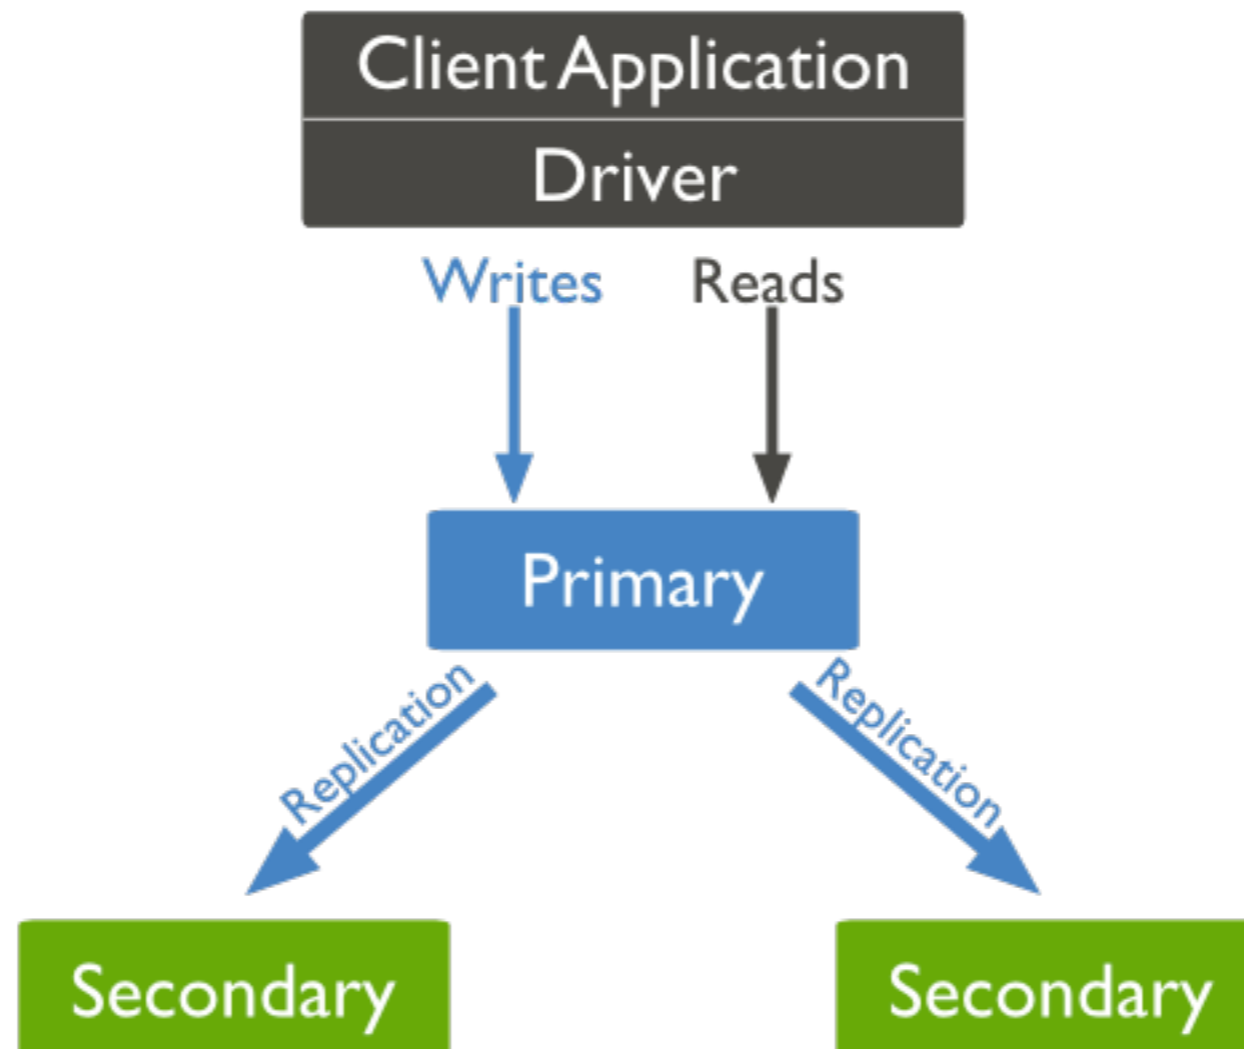 Client Application
Driver
Writes Reads
Primary
Replication Replication
Secondary Secondary